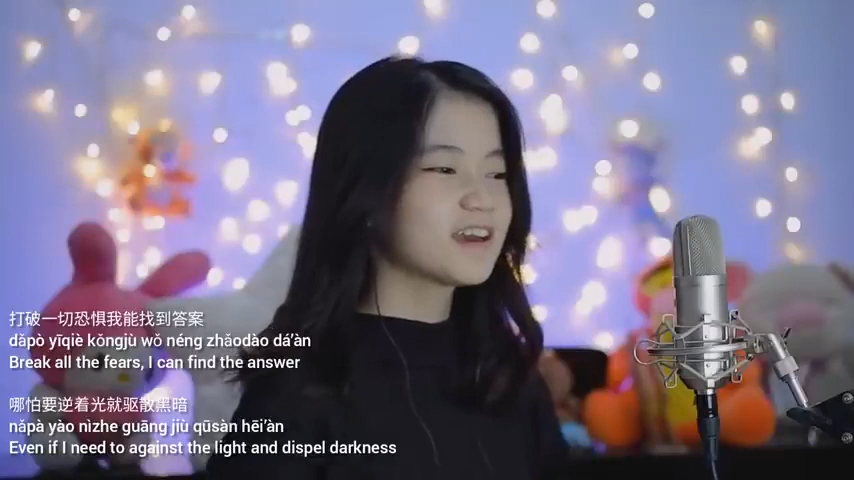 打破一切恐惧我能找到答案
dǎpò yīqiè kǒngjù wǒ néng zhǎodào dá'àn
Break all the fears, I can find the answer
哪怕要逆着光就驱散黑暗
nǎpà yào nìzhe guāng jiù qūsàn hēi'àn
Even if I need to against the light and dispel darkness